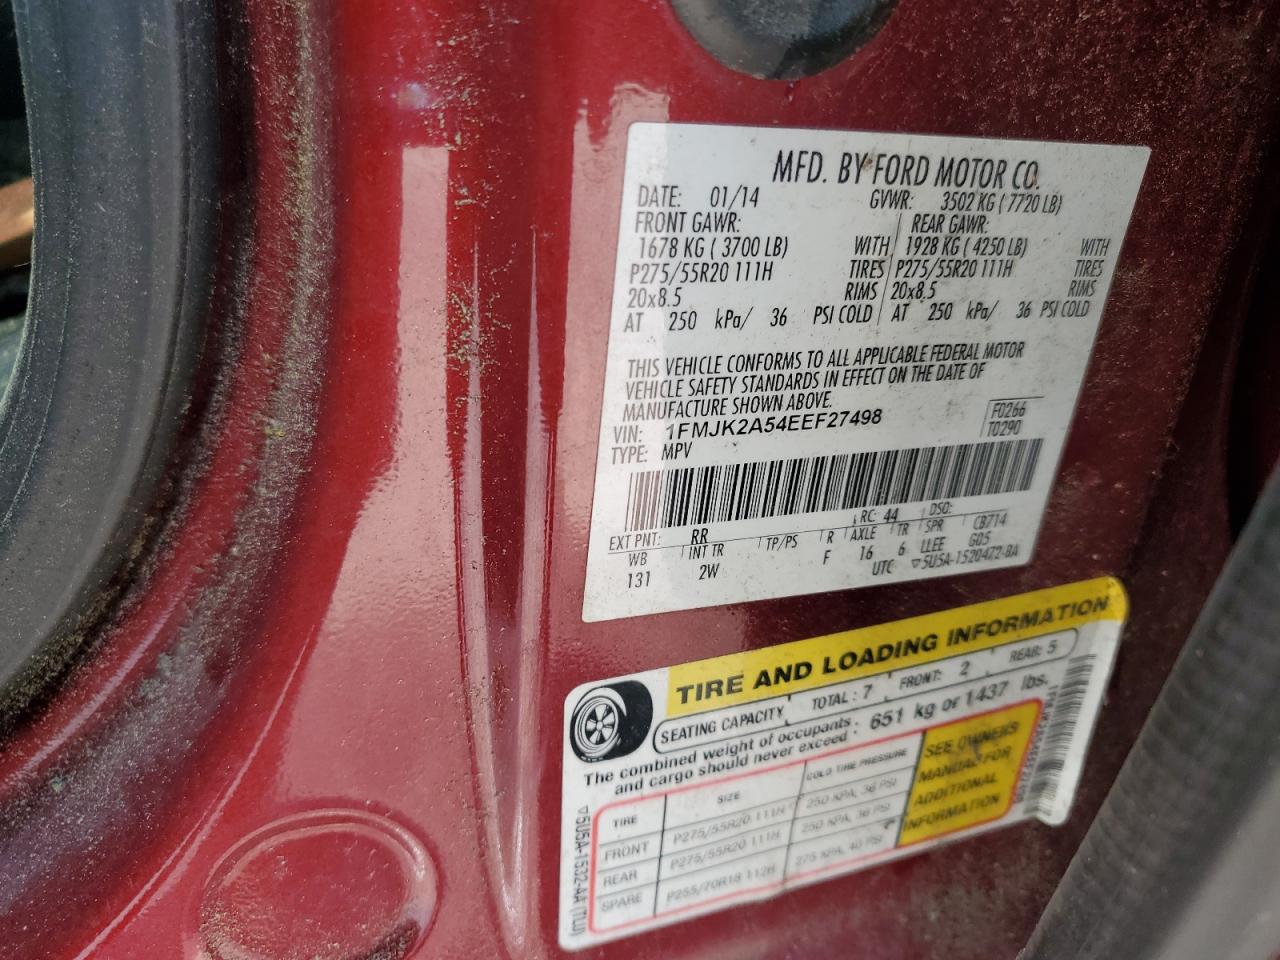 MFD. BY FORD MOTOR CO.
DATE: 01/14 GVWR: 3502 KG ( 7720 LB)
FRONT GAWR: REAR GAWR:
1678 KG ( 3700 LB) WITH 1928 KG ( 4250 LB) WITH
P275/55R20 111H TIRES P275/55R20 111H TIRES
20x8.5 RIMS 20x8.5 RIMS
AT 250 kPa/ 36 PSI COLD AT 250 kPa/ 36 PSI COLD
THIS VEHICLE CONFORMS TO ALL APPLICABLE FEDERAL MOTOR
VEHICLE SAFETY STANDARDS IN EFFECT ON THE DATE OF
MANUFACTURE SHOWN ABOVE.
VIN: 1FMJK2A54EEF27498 F0266
TYPE: MPV T0290
EXT PNT: RR RC: 44 DSO:
WB INT TR TP/PS R AXLE TR SPR CB714
131 2W F 16 6 LLEE G05
UTC ▽5U5A-1520472-BA
TIRE AND LOADING INFORMATION
SEATING CAPACITY TOTAL : 7 FRONT: 2 REAR: 5
The combined weight of occupants
and cargo should never exceed : 651 kg or 1437 lbs.
TIRE SIZE COLD TIRE PRESSURE
FRONT P275/55R20 111H 250 KPA, 36 PSI
REAR P275/55R20 111H 250 KPA, 36 PSI
SPARE P255/70R18 112H 275 KPA, 40 PSI
SEE OWNERS
MANUAL FOR
ADDITIONAL
INFORMATION
▽5U5A-1532-AA (TLU)